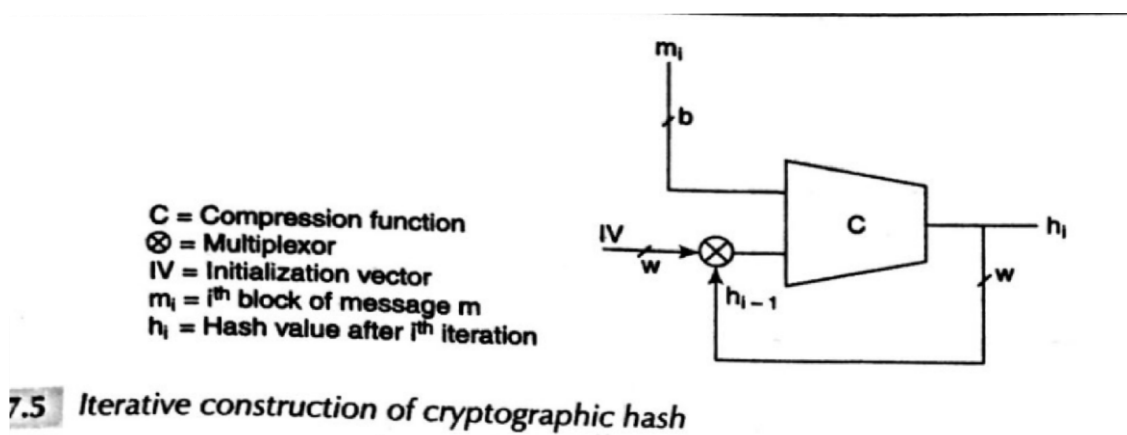 mᵢ
b
C = Compression function
⊗ = Multiplexor
IV = Initialization vector
mᵢ = iᵗʰ block of message m
hᵢ = Hash value after iᵗʰ iteration
IV
w
C
hᵢ
hᵢ₋₁
w
7.5 Iterative construction of cryptographic hash